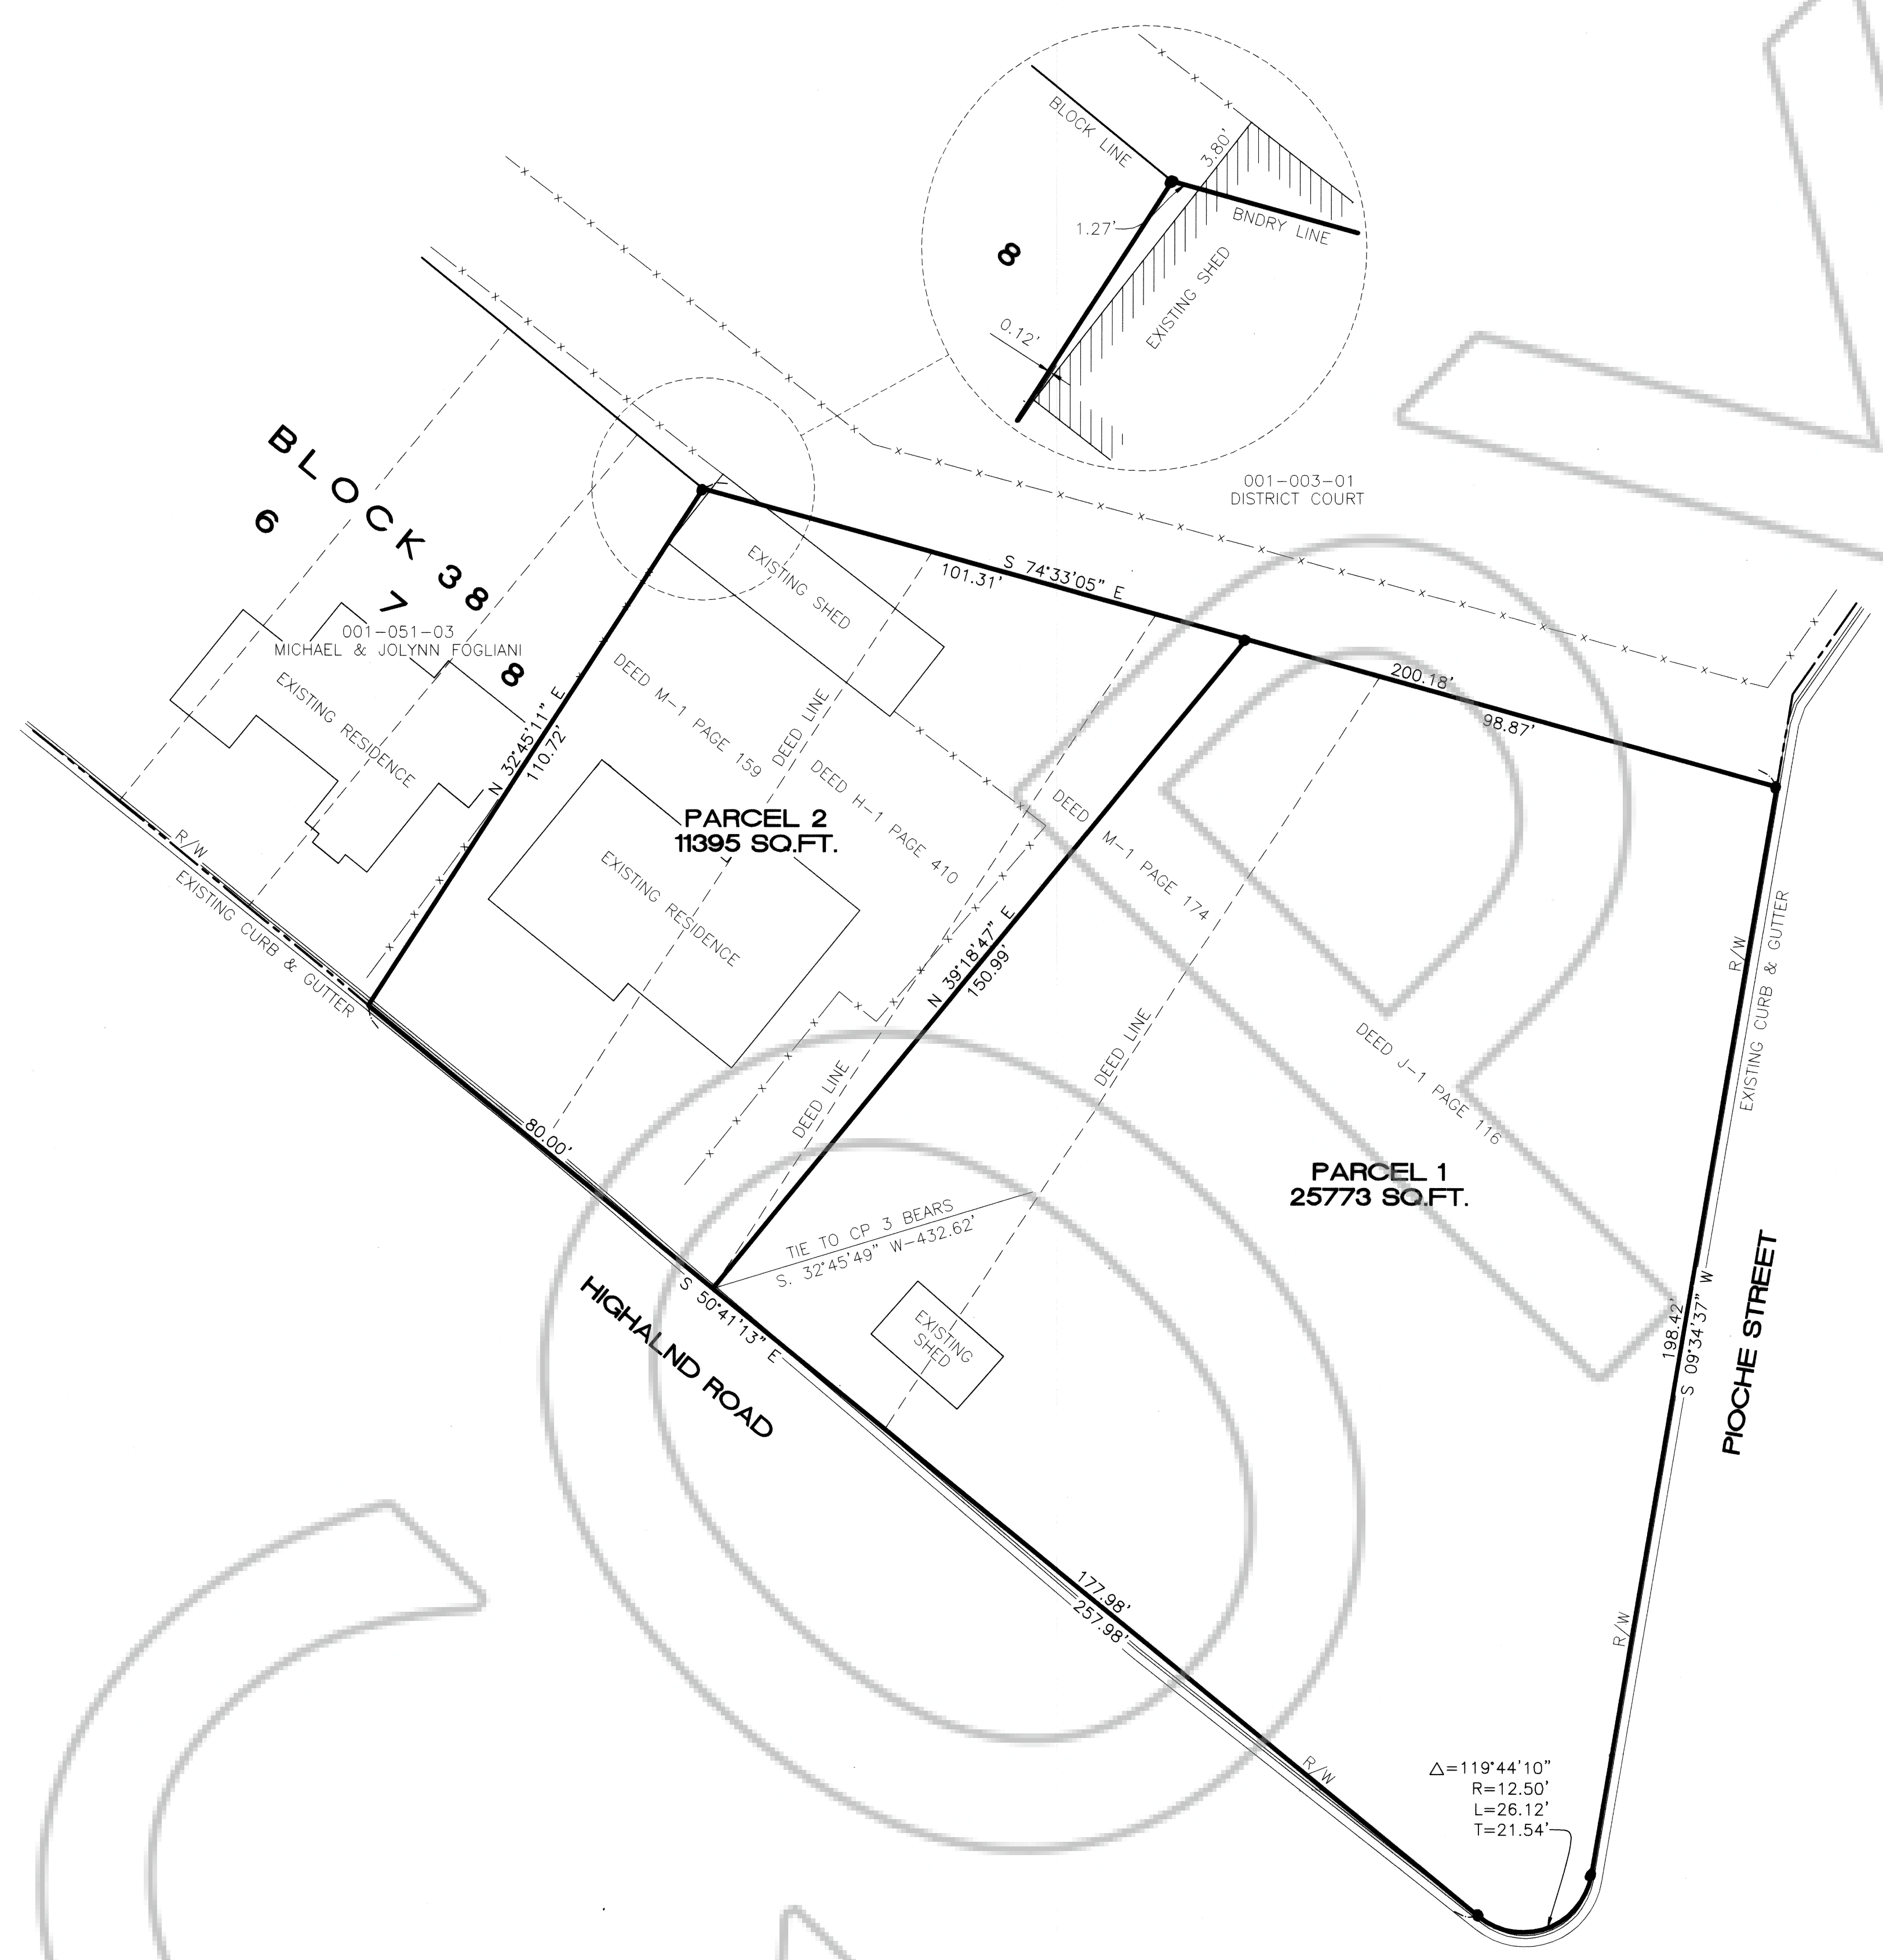 BLOCK LINE
3.80'
1.27'
BNDRY LINE
8
EXISTING SHED
0.12'
001-003-01
DISTRICT COURT
BLOCK 38
6
7
8
001-051-03
MICHAEL & JOLYNN FOGLIANI
EXISTING RESIDENCE
EXISTING SHED
S 74°33'05" E
101.31'
200.18'
98.87'
N 32°45'11" E
110.72'
DEED M-1 PAGE 159
DEED LINE
DEED H-1 PAGE 410
PARCEL 2
11395 SQ.FT.
EXISTING RESIDENCE
DEED M-1 PAGE 174
N 39°18'47" E
150.99'
R/W
EXISTING CURB & GUTTER
R/W
EXISTING CURB & GUTTER
DEED LINE
DEED LINE
DEED J-1 PAGE 116
80.00'
PARCEL 1
25773 SQ.FT.
TIE TO CP 3 BEARS
S. 32°45'49" W-432.62'
S 50°41'13" E
HIGHALND ROAD
EXISTING
SHED
198.42'
S 09°34'37" W
PIOCHE STREET
177.98'
257.98'
R/W
R/W
△=119°44'10"
R=12.50'
L=26.12'
T=21.54'